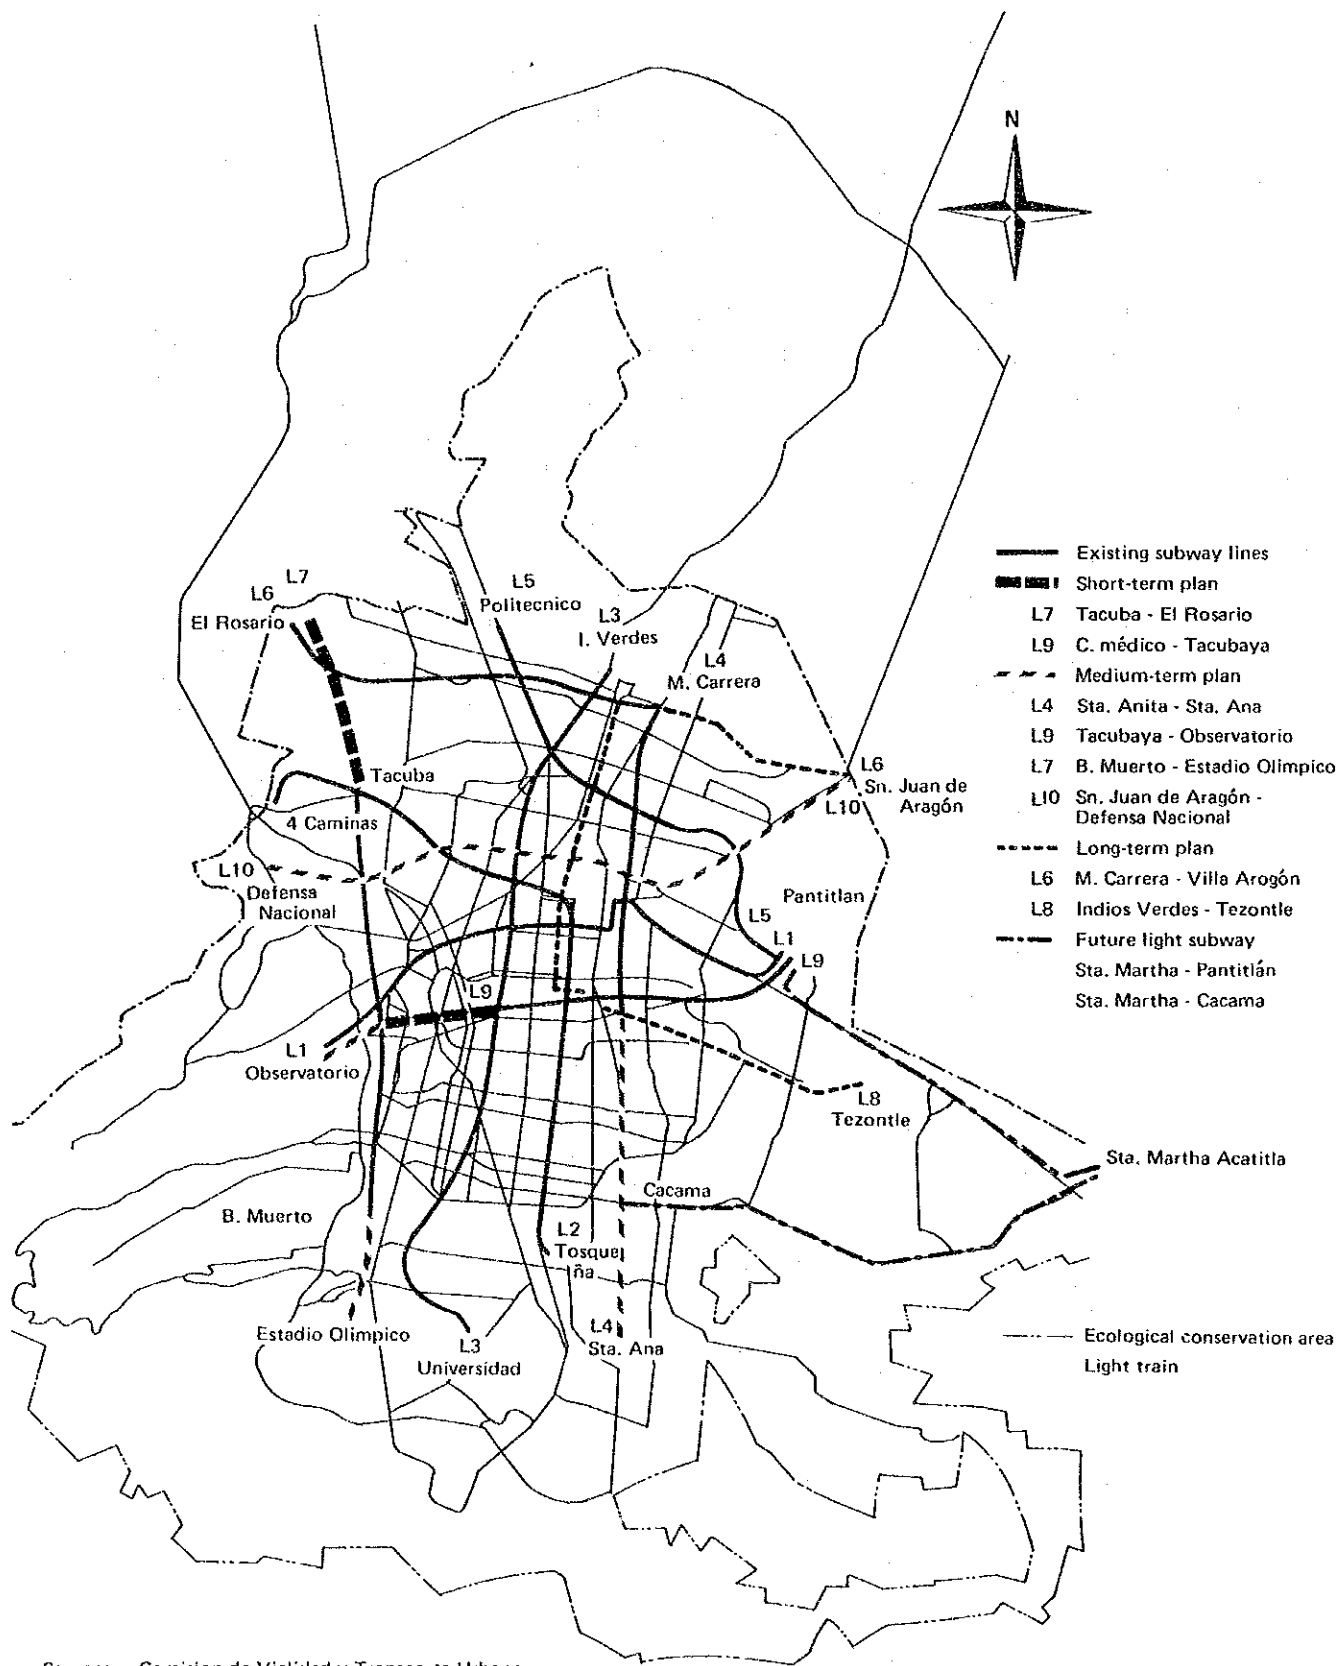 N
Existing subway lines
Short-term plan
L7 Tacuba - El Rosario
L9 C. médico - Tacubaya
Medium-term plan
L4 Sta. Anita - Sta. Ana
L9 Tacubaya - Observatorio
L7 B. Muerto - Estadio Olimpico
L10 Sn. Juan de Aragón -
Defensa Nacional
Long-term plan
L6 M. Carrera - Villa Arogón
L8 Indios Verdes - Tezontle
Future light subway
Sta. Martha - Pantitlán
Sta. Martha - Cacama
L7
L6
El Rosario
L5
Politecnico
L3
I. Verdes
L4
M. Carrera
Tacuba
L6
Sn. Juan de
Aragón
L10
4 Caminas
L10
Defensa
Nacional
Pantitlan
L5
L1
L9
L9
L1
Observatorio
L8
Tezontle
Sta. Martha Acatitla
Cacama
B. Muerto
L2
Tosque
ña
Estadio Olimpico
L3
Universidad
L4
Sta. Ana
Ecological conservation area
Light train